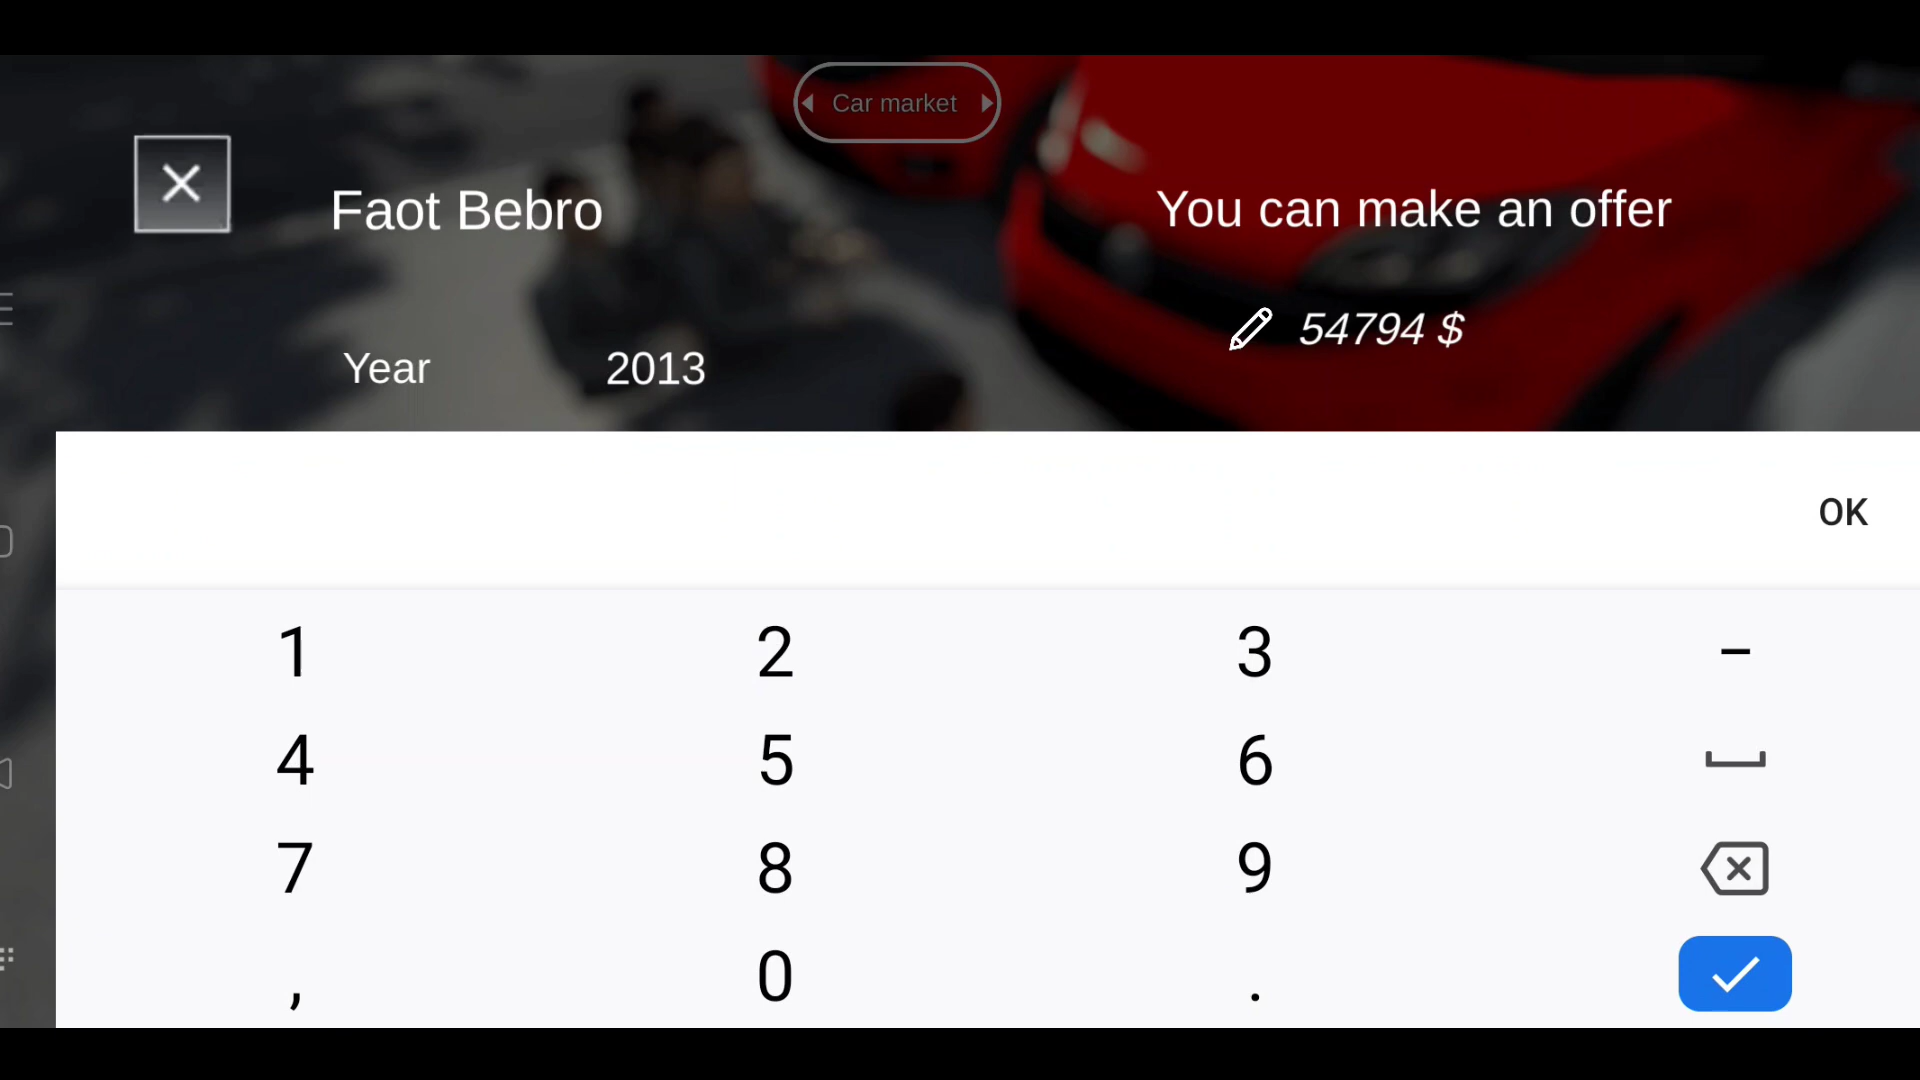 Car market
Faot Bebro
You can make an offer
54794 $
Year 2013
OK
1 2 3 –
4 5 6
7 8 9
, 0 .